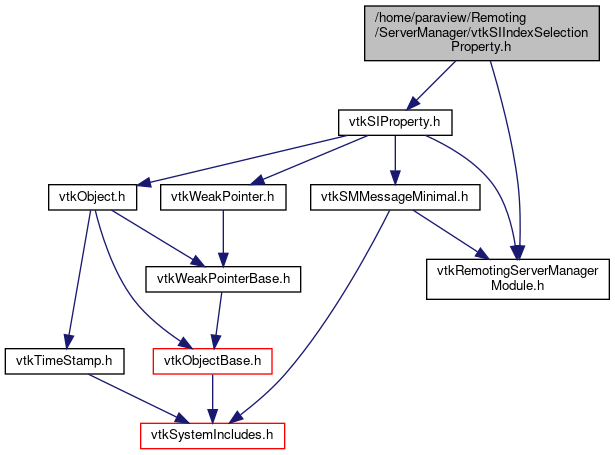 /home/paraview/Remoting
/ServerManager/vtkSIIndexSelection
Property.h
vtkSIProperty.h
vtkObject.h
vtkWeakPointer.h
vtkSMMessageMinimal.h
vtkRemotingServerManager
Module.h
vtkWeakPointerBase.h
vtkTimeStamp.h
vtkObjectBase.h
vtkSystemIncludes.h